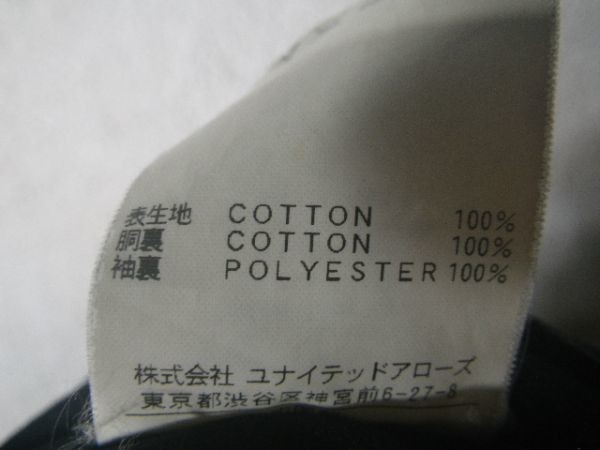 表生地 COTTON 100%
胴裏 COTTON 100%
袖裏 POLYESTER 100%
株式会社 ユナイテッドアローズ
東京都渋谷区神宮前6-27-8